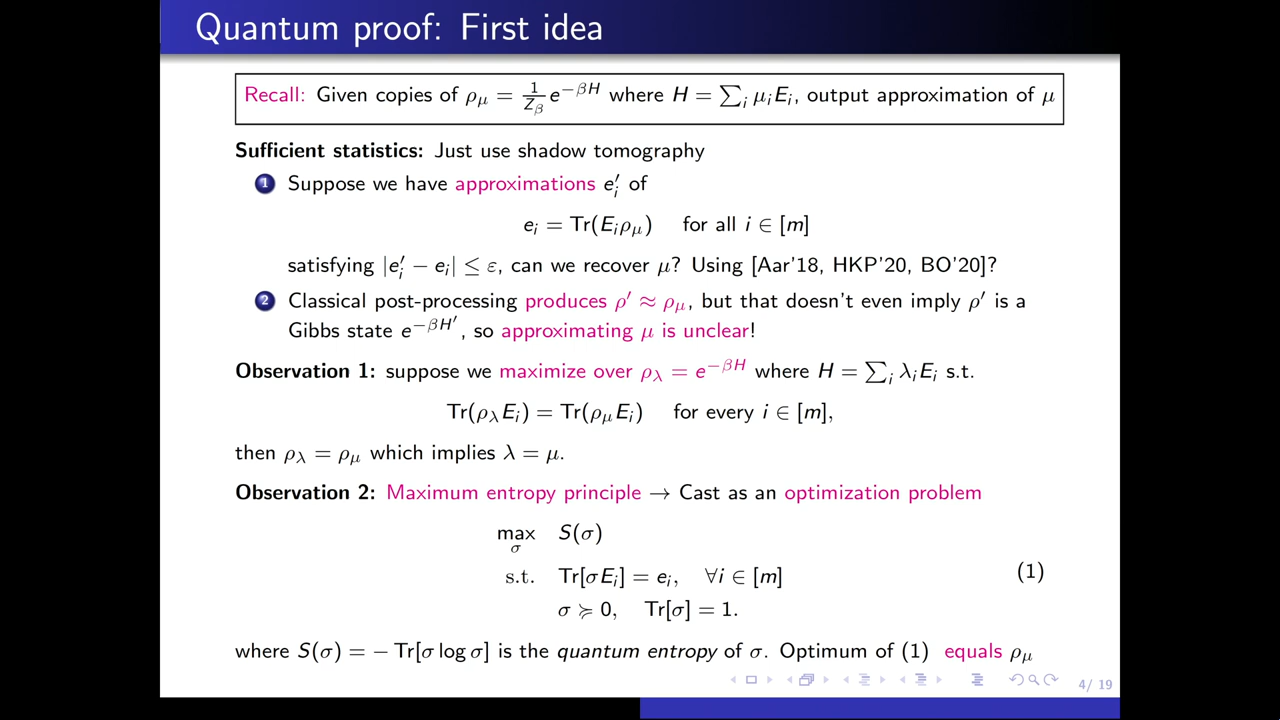 Quantum proof: First idea
Recall: Given copies of ρ_μ = 1/Z_β e^{−βH} where H = ∑_i μ_i E_i, output approximation of μ
Sufficient statistics: Just use shadow tomography
1 Suppose we have approximations e′_i of
e_i = Tr(E_i ρ_μ) for all i ∈ [m]
satisfying |e′_i − e_i| ≤ ε, can we recover μ? Using [Aar'18, HKP'20, BO'20]?
2 Classical post-processing produces ρ′ ≈ ρ_μ, but that doesn't even imply ρ′ is a
Gibbs state e^{−βH′}, so approximating μ is unclear!
Observation 1: suppose we maximize over ρ_λ = e^{−βH} where H = ∑_i λ_i E_i s.t.
Tr(ρ_λ E_i) = Tr(ρ_μ E_i) for every i ∈ [m],
then ρ_λ = ρ_μ which implies λ = μ.
Observation 2: Maximum entropy principle → Cast as an optimization problem
max_σ S(σ)
s.t. Tr[σE_i] = e_i, ∀i ∈ [m] (1)
σ ≽ 0, Tr[σ] = 1.
where S(σ) = − Tr[σ log σ] is the quantum entropy of σ. Optimum of (1) equals ρ_μ
4/ 19